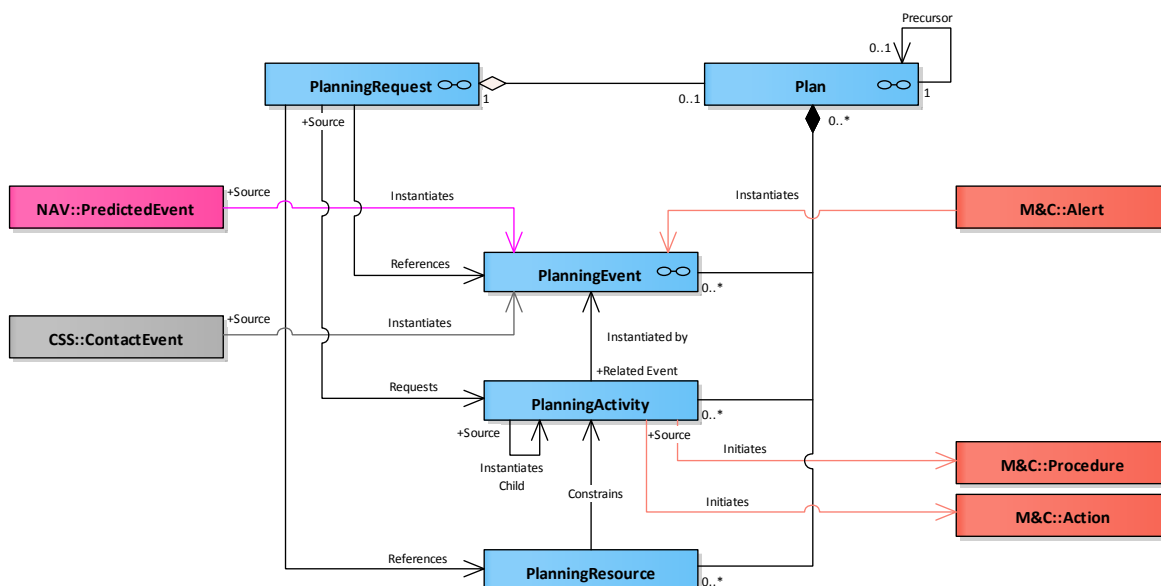 Precursor
0..1
PlanningRequest
Plan
1
0..1
1
+Source
0..*
+Source
Instantiates
Instantiates
NAV::PredictedEvent
M&C::Alert
References
PlanningEvent
0..*
+Source
Instantiates
CSS::ContactEvent
Instantiated by
+Related Event
Requests
PlanningActivity
0..*
+Source
+Source
Initiates
Instantiates
Child
M&C::Procedure
Constrains
Initiates
M&C::Action
References
PlanningResource
0..*